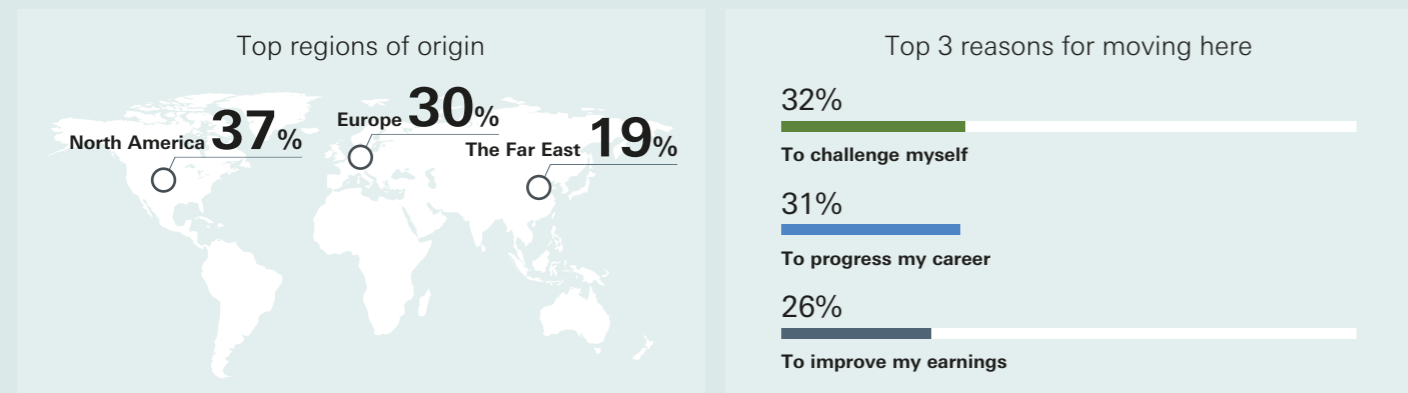 Top regions of origin
North America 37%
Europe 30%
The Far East 19%
Top 3 reasons for moving here
32%
To challenge myself
31%
To progress my career
26%
To improve my earnings